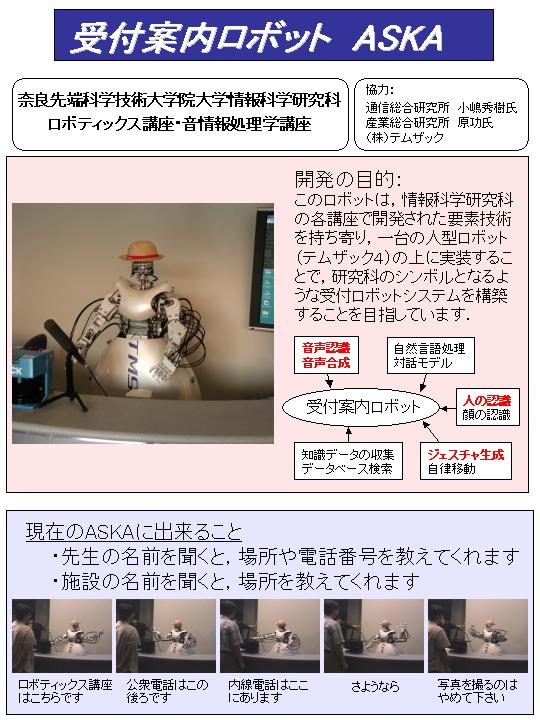 受付案内ロボット ASKA
奈良先端科学技術大学院大学情報科学研究科
ロボティックス講座・音情報処理学講座
協力:
通信総合研究所 小嶋秀樹氏
産業総合研究所 原功氏
(株)テムザック
開発の目的:
このロボットは, 情報科学研究科
の各講座で開発された要素技術
を持ち寄り, 一台の人型ロボット
(テムザック4)の上に実装するこ
とで, 研究科のシンボルとなるよ
うな受付ロボットシステムを構築
することを目指しています.
TMS
音声認識
音声合成
自然言語処理
対話モデル
受付案内ロボット
人の認識
顔の認識
知識データの収集
データベース検索
ジェスチャ生成
自律移動
現在のASKAに出来ること
・先生の名前を聞くと, 場所や電話番号を教えてくれます
・施設の名前を聞くと, 場所を教えてくれます
ロボティックス講座
はこちらです
公衆電話はこの
後ろです
内線電話はここ
にあります
さようなら
写真を撮るのは
やめて下さい